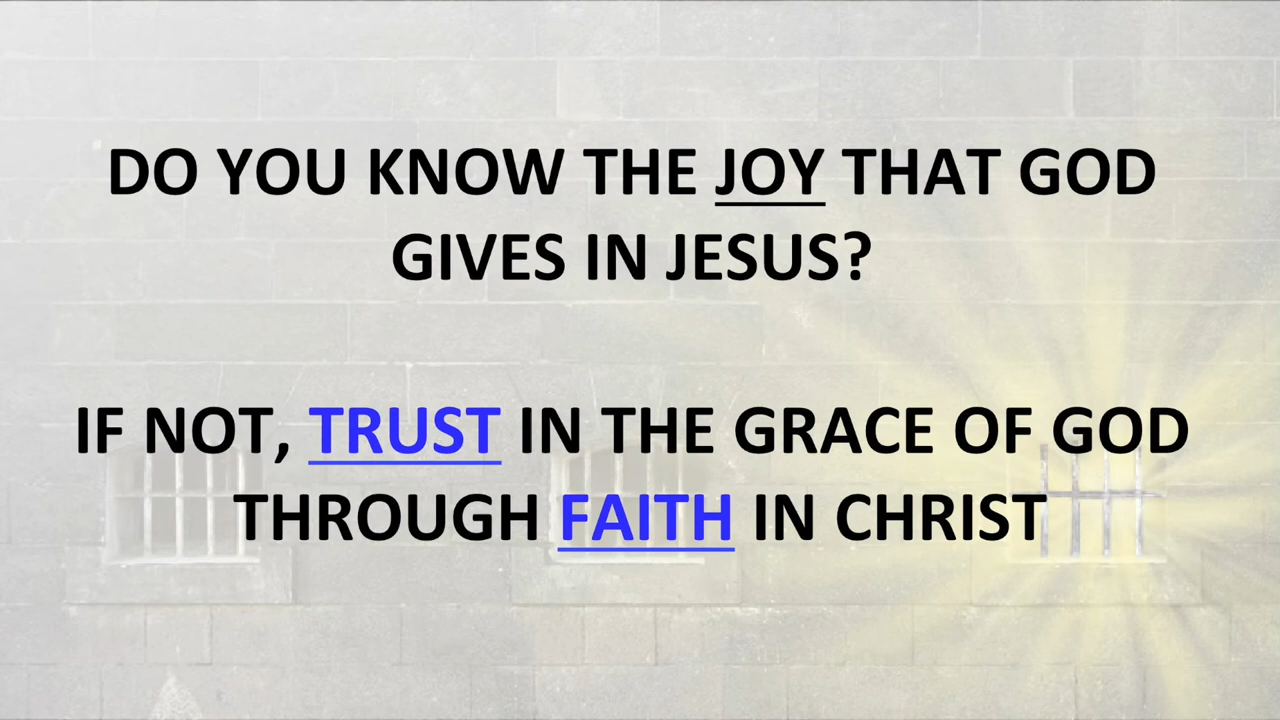 DO YOU KNOW THE JOY THAT GOD
GIVES IN JESUS?
IF NOT, TRUST IN THE GRACE OF GOD
THROUGH FAITH IN CHRIST